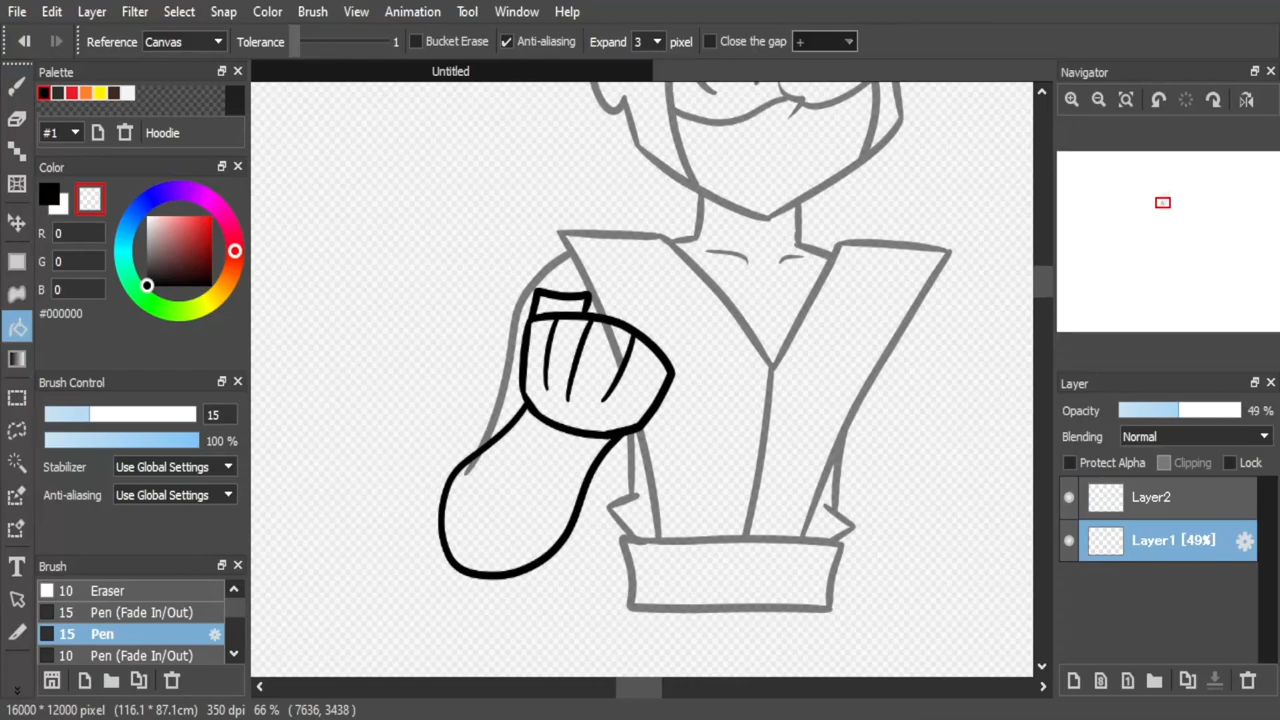 File Edit Layer Filter Select Snap Color Brush View Animation Tool Window Help
Reference Canvas Tolerance 1 Bucket Erase Anti-aliasing Expand 3 pixel Close the gap +
Palette
Untitled
Navigator
#1 Hoodie
Color
R 0
G 0
B 0
#000000
Brush Control
15
100 %
Stabilizer Use Global Settings
Anti-aliasing Use Global Settings
Brush
10 Eraser
15 Pen (Fade In/Out)
15 Pen
10 Pen (Fade In/Out)
Layer
Opacity 49 %
Blending Normal
Protect Alpha Clipping Lock
Layer2
Layer1 [49%]
16000 * 12000 pixel (116.1 * 87.1cm) 350 dpi 66 % ( 7636, 3438 )